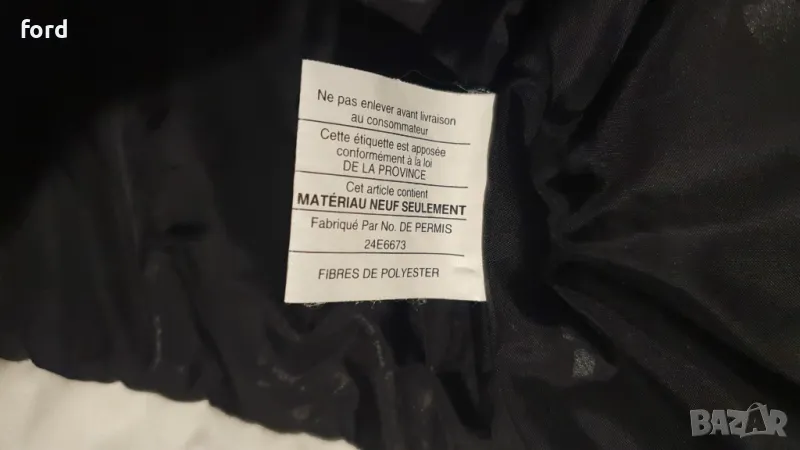 ford
Ne pas enlever avant livraison
au consommateur
Cette étiquette est apposée
conformément à la loi
DE LA PROVINCE
Cet article contient
MATÉRIAU NEUF SEULEMENT
Fabriqué Par No. DE PERMIS
24E6673
FIBRES DE POLYESTER
BAZAR